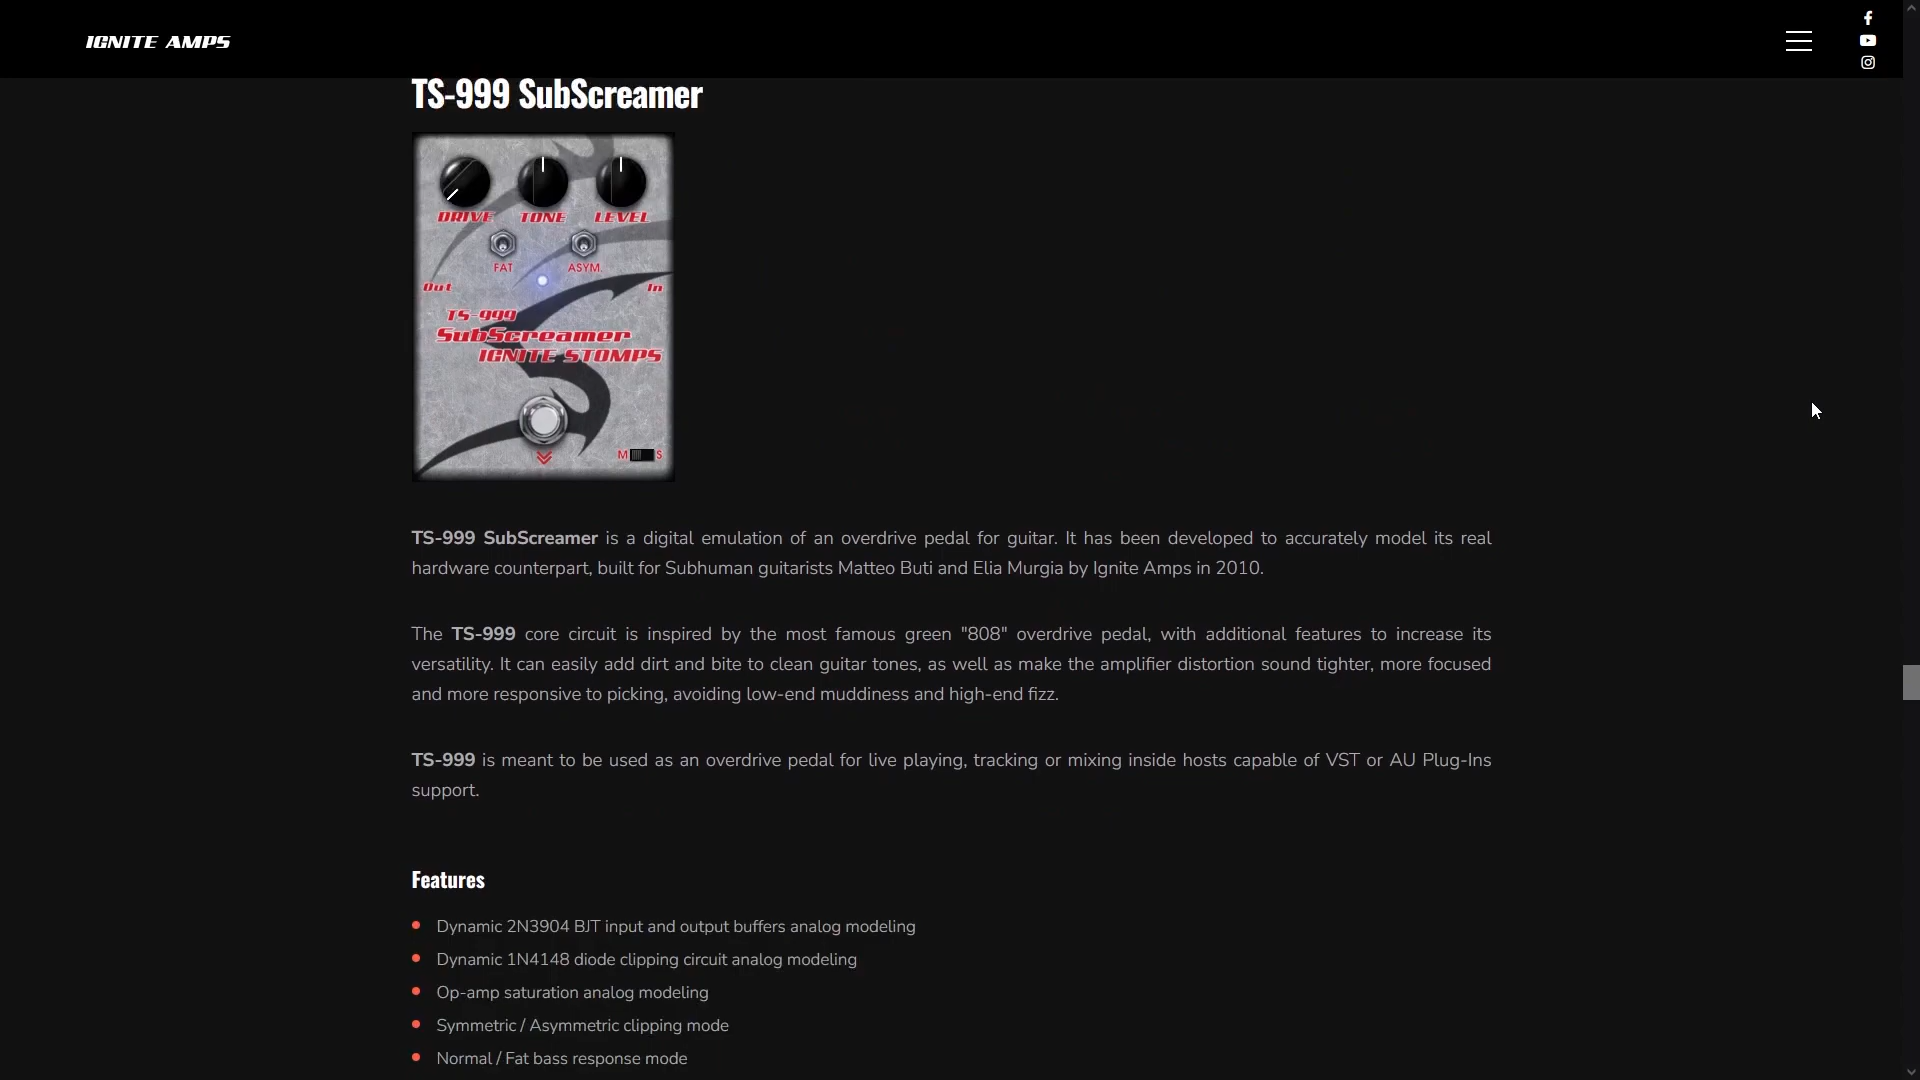 IGNITE AMPS
TS-999 SubScreamer
DRIVE TONE LEVEL
FAT ASYM.
Out In
TS-999
SubScreamer
IGNITE STOMPS
M S
TS-999 SubScreamer is a digital emulation of an overdrive pedal for guitar. It has been developed to accurately model its real
hardware counterpart, built for Subhuman guitarists Matteo Buti and Elia Murgia by Ignite Amps in 2010.
The TS-999 core circuit is inspired by the most famous green "808" overdrive pedal, with additional features to increase its
versatility. It can easily add dirt and bite to clean guitar tones, as well as make the amplifier distortion sound tighter, more focused
and more responsive to picking, avoiding low-end muddiness and high-end fizz.
TS-999 is meant to be used as an overdrive pedal for live playing, tracking or mixing inside hosts capable of VST or AU Plug-Ins
support.
Features
Dynamic 2N3904 BJT input and output buffers analog modeling
Dynamic 1N4148 diode clipping circuit analog modeling
Op-amp saturation analog modeling
Symmetric / Asymmetric clipping mode
Normal / Fat bass response mode